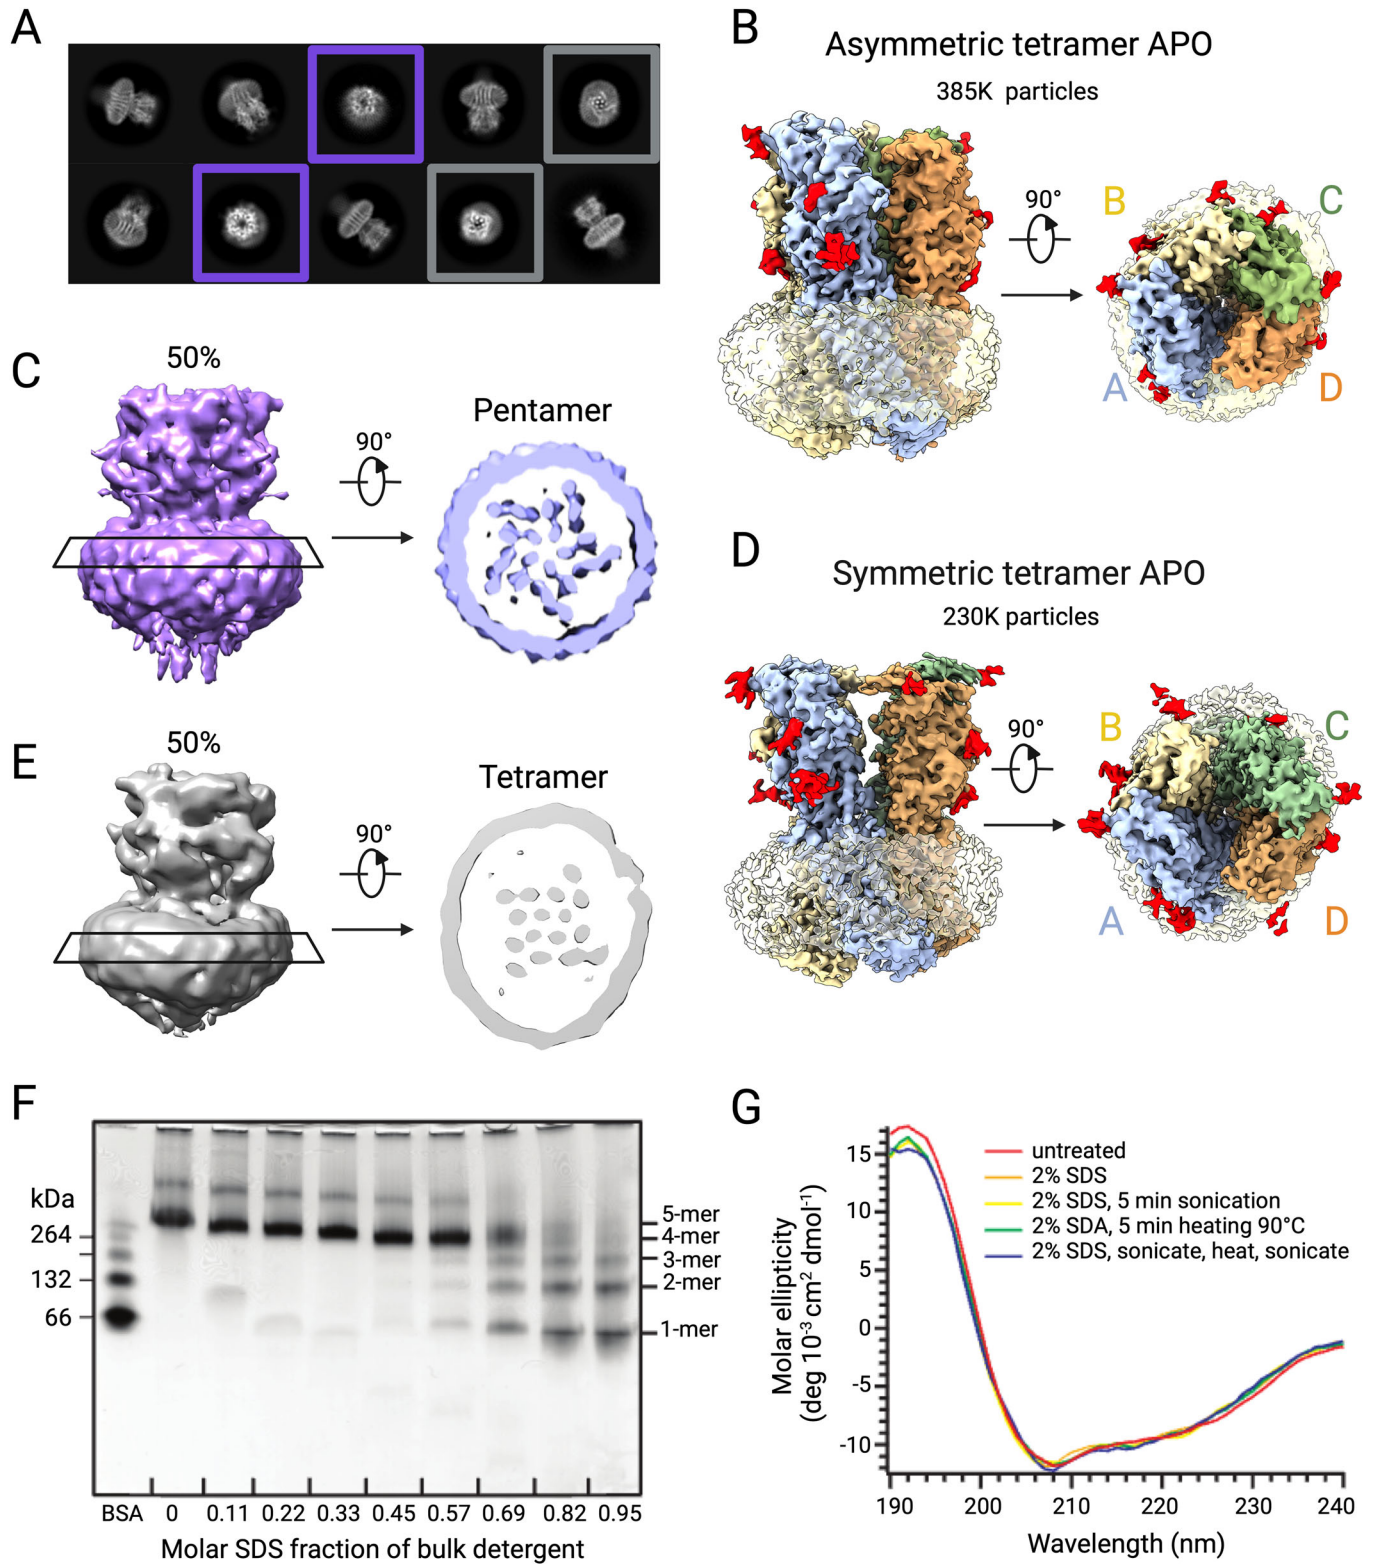 A
B
Asymmetric tetramer APO
385K particles
90°
B
C
A
D
C
50%
90°
Pentamer
D
Symmetric tetramer APO
230K particles
90°
B
C
A
D
E
50%
90°
Tetramer
F
kDa
264
132
66
5-mer
4-mer
3-mer
2-mer
1-mer
BSA 0 0.11 0.22 0.33 0.45 0.57 0.69 0.82 0.95
Molar SDS fraction of bulk detergent
G
Molar ellipticity
(deg 10⁻³ cm² dmol⁻¹)
15
10
5
0
-5
-10
untreated
2% SDS
2% SDS, 5 min sonication
2% SDA, 5 min heating 90°C
2% SDS, sonicate, heat, sonicate
190 200 210 220 230 240
Wavelength (nm)